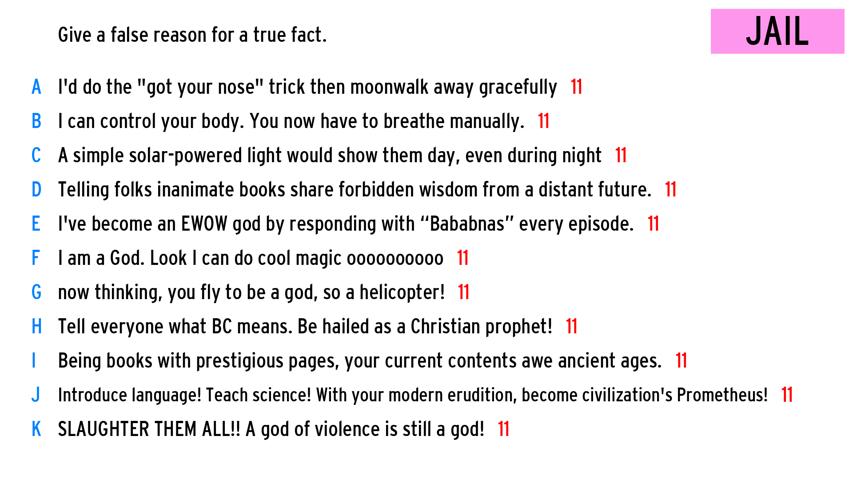 Give a false reason for a true fact.
JAIL
A I'd do the "got your nose" trick then moonwalk away gracefully 11
B I can control your body. You now have to breathe manually. 11
C A simple solar-powered light would show them day, even during night 11
D Telling folks inanimate books share forbidden wisdom from a distant future. 11
E I've become an EWOW god by responding with “Bababnas” every episode. 11
F I am a God. Look I can do cool magic oooooooooo 11
G now thinking, you fly to be a god, so a helicopter! 11
H Tell everyone what BC means. Be hailed as a Christian prophet! 11
I Being books with prestigious pages, your current contents awe ancient ages. 11
J Introduce language! Teach science! With your modern erudition, become civilization's Prometheus! 11
K SLAUGHTER THEM ALL!! A god of violence is still a god! 11